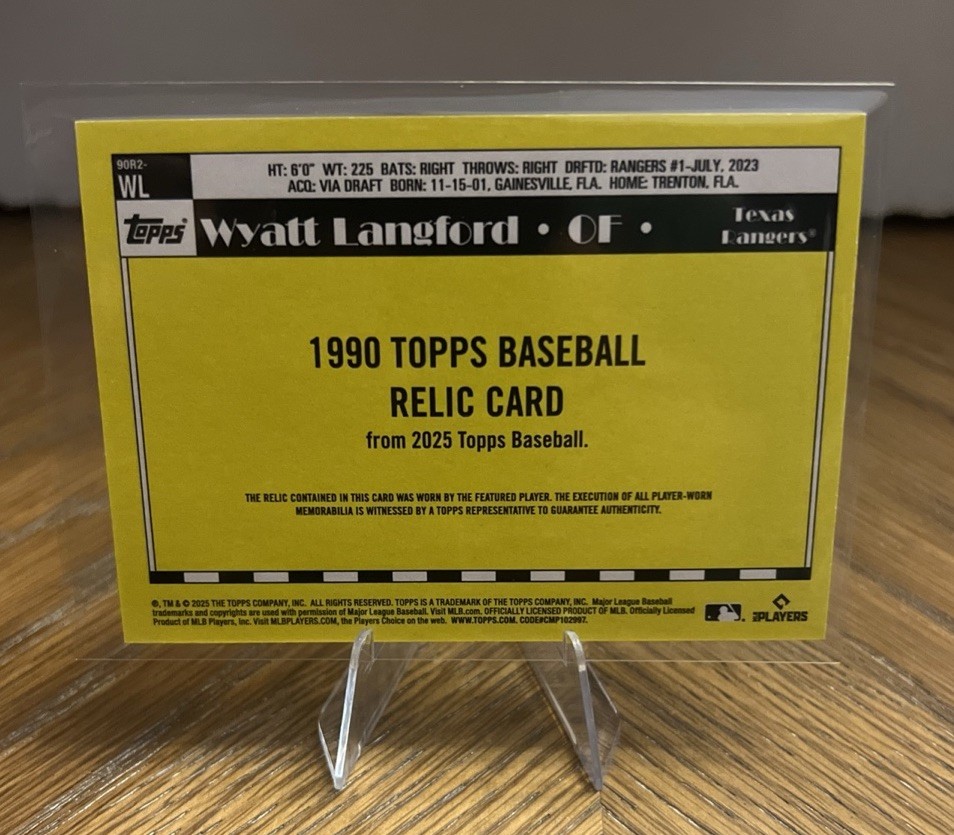 90R2-
WL
HT: 6'0" WT: 225 BATS: RIGHT THROWS: RIGHT DRFTD: RANGERS #1-JULY, 2023
ACQ: VIA DRAFT BORN: 11-15-01, GAINESVILLE, FLA. HOME: TRENTON, FLA.
Topps®
Wyatt Langford • OF •
Texas
Rangers®
1990 TOPPS BASEBALL
RELIC CARD
from 2025 Topps Baseball.
THE RELIC CONTAINED IN THIS CARD WAS WORN BY THE FEATURED PLAYER. THE EXECUTION OF ALL PLAYER-WORN
MEMORABILIA IS WITNESSED BY A TOPPS REPRESENTATIVE TO GUARANTEE AUTHENTICITY.
®, TM & © 2025 THE TOPPS COMPANY, INC. ALL RIGHTS RESERVED. TOPPS IS A TRADEMARK OF THE TOPPS COMPANY, INC. Major League Baseball
trademarks and copyrights are used with permission of Major League Baseball. Visit MLB.com. OFFICIALLY LICENSED PRODUCT OF MLB. Officially Licensed
Product of MLB Players, Inc. Visit MLBPLAYERS.COM, the Players Choice on the web. WWW.TOPPS.COM. CODE#CMP102997.
MLB PLAYERS